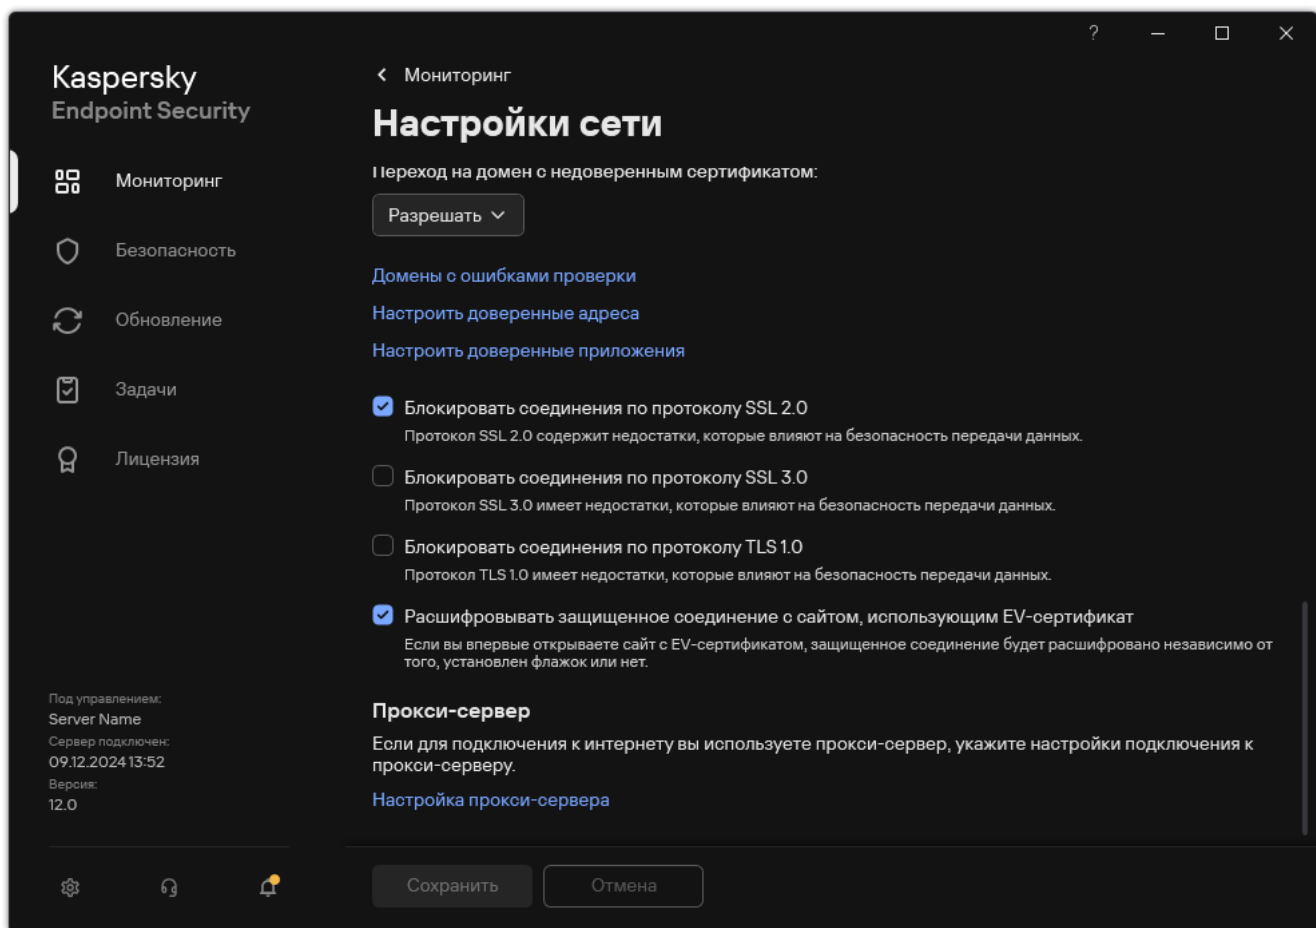 ?
Kaspersky
Endpoint Security
Мониторинг
Безопасность
Обновление
Задачи
Лицензия
Под управлением:
Server Name
Сервер подключен:
09.12.2024 13:52
Версия:
12.0
Мониторинг
Настройки сети
Переход на домен с недоверенным сертификатом:
Разрешать
Домены с ошибками проверки
Настроить доверенные адреса
Настроить доверенные приложения
Блокировать соединения по протоколу SSL 2.0
Протокол SSL 2.0 содержит недостатки, которые влияют на безопасность передачи данных.
Блокировать соединения по протоколу SSL 3.0
Протокол SSL 3.0 имеет недостатки, которые влияют на безопасность передачи данных.
Блокировать соединения по протоколу TLS 1.0
Протокол TLS 1.0 имеет недостатки, которые влияют на безопасность передачи данных.
Расшифровывать защищенное соединение с сайтом, использующим EV-сертификат
Если вы впервые открываете сайт с EV-сертификатом, защищенное соединение будет расшифровано независимо от
того, установлен флажок или нет.
Прокси-сервер
Если для подключения к интернету вы используете прокси-сервер, укажите настройки подключения к
прокси-серверу.
Настройка прокси-сервера
Сохранить
Отмена